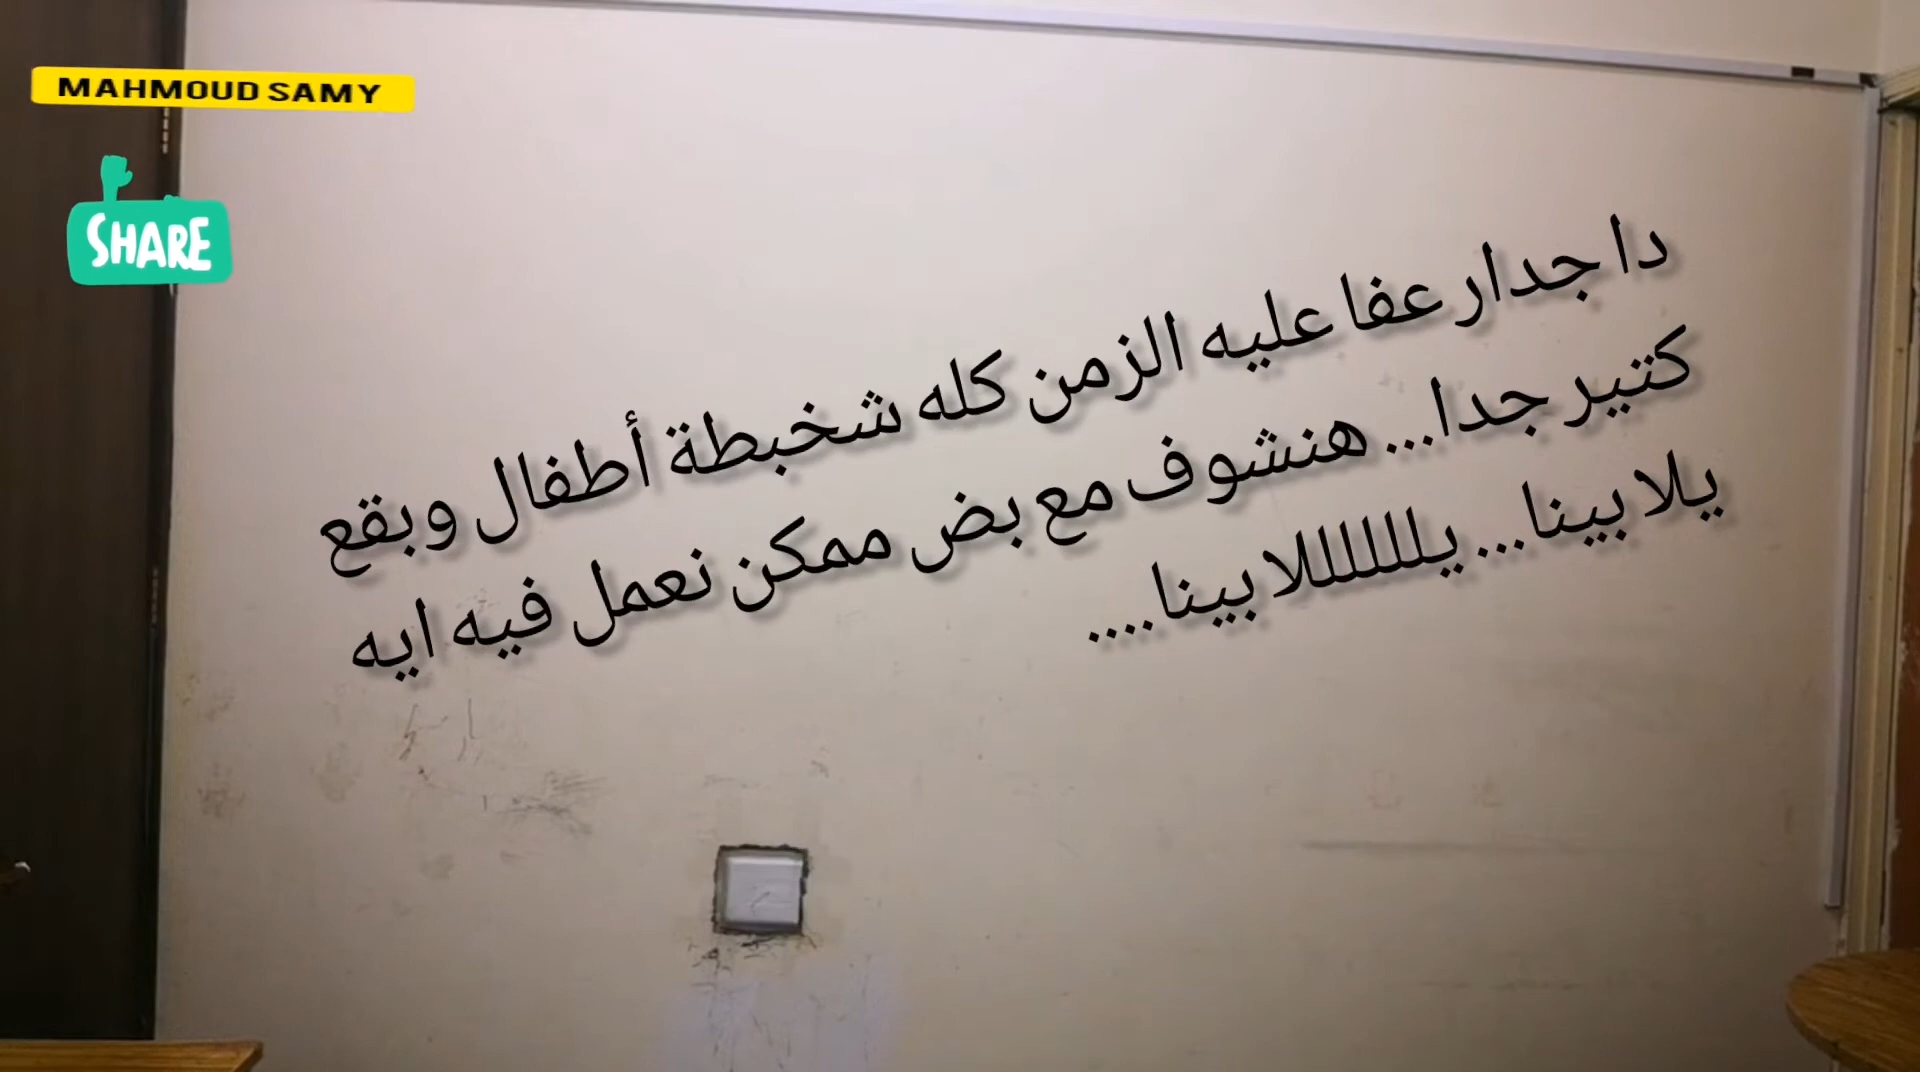 MAHMOUD SAMY
SHARE
دا جدار عفا عليه الزمن كله شخبطة أطفال وبقع
كتير جدا... هنشوف مع بض ممكن نعمل فيه ايه
يلا بينا... يلللللللا بينا....